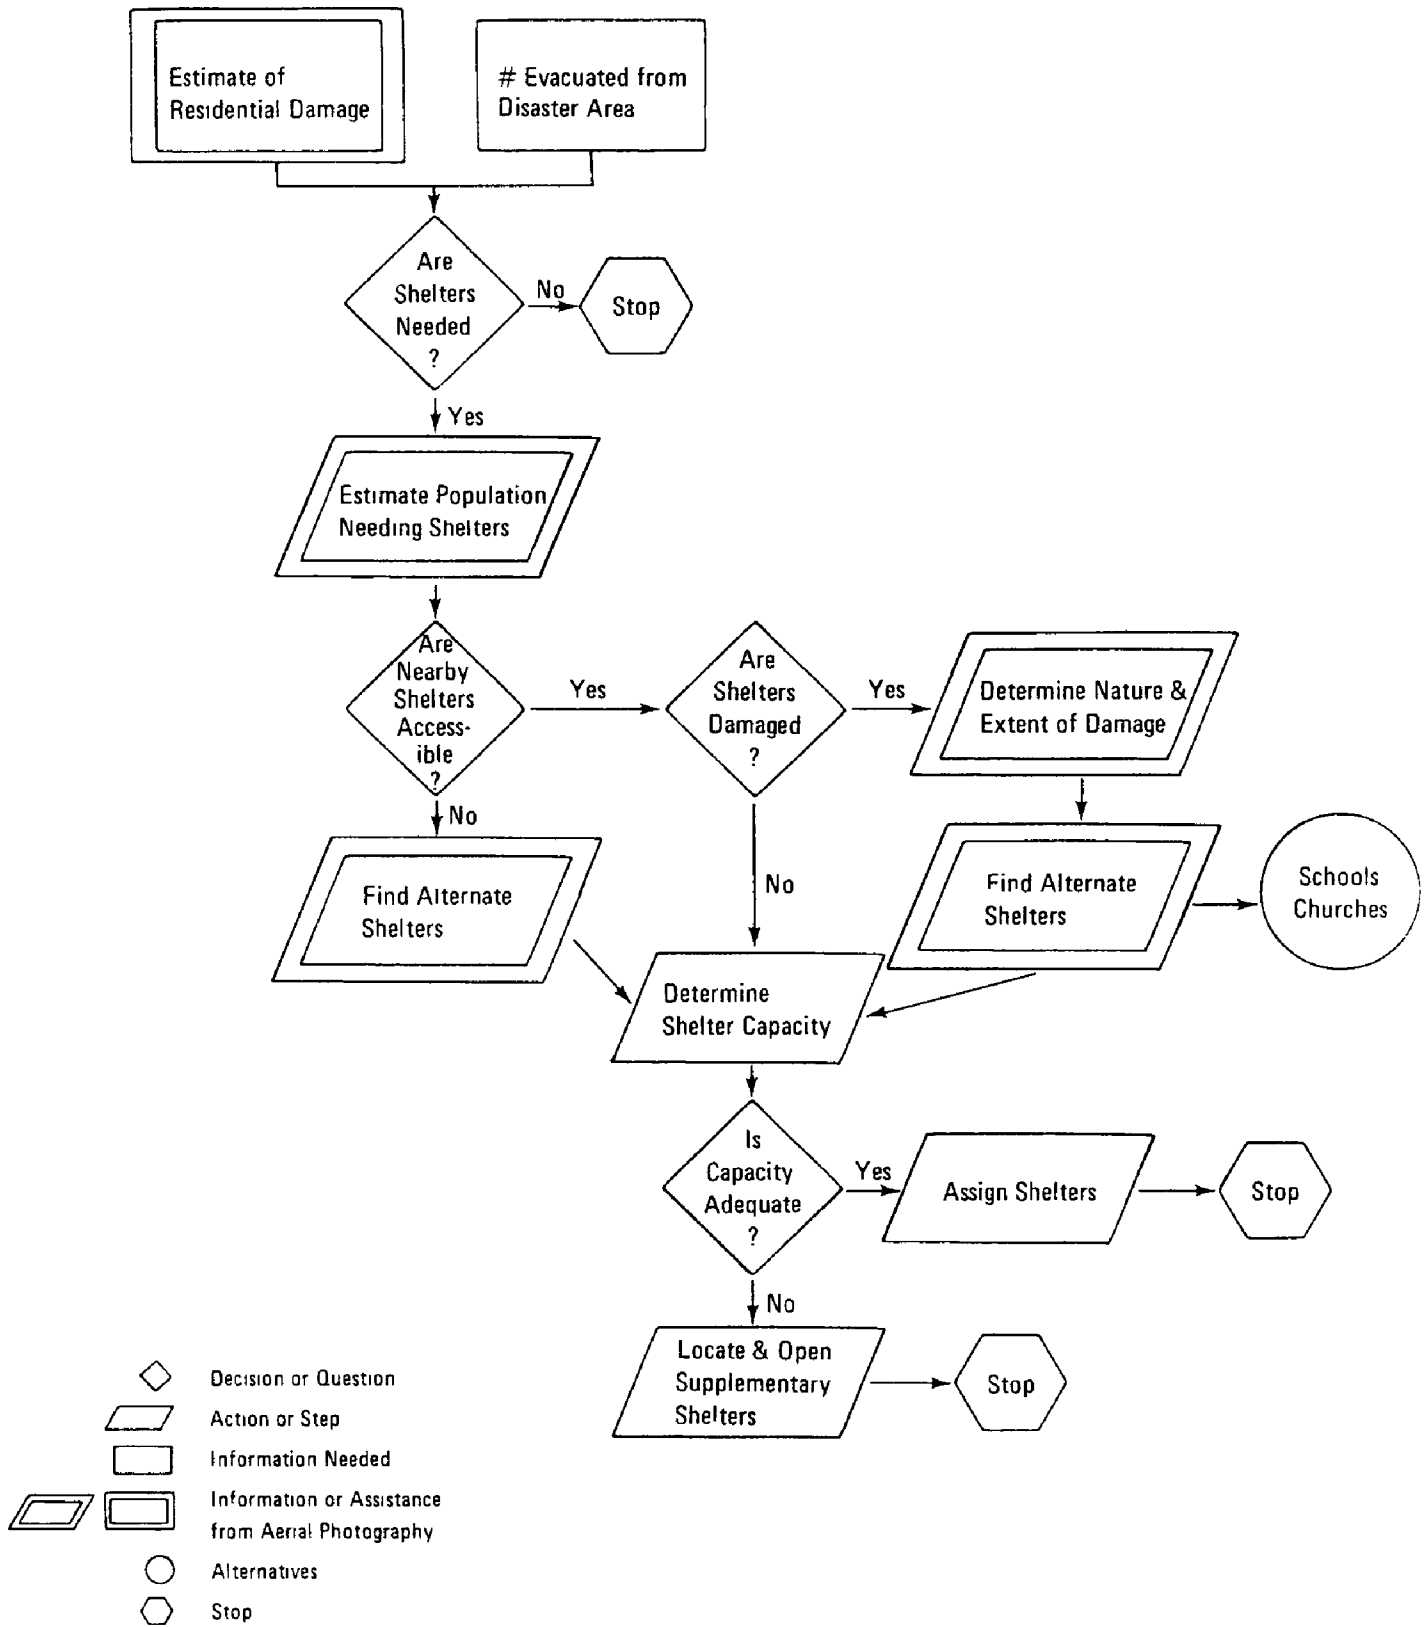 Estimate of
Residential Damage
# Evacuated from
Disaster Area
Are
Shelters
Needed
?
No
Stop
Yes
Estimate Population
Needing Shelters
Are
Nearby
Shelters
Access-
ible
?
Yes
Are
Shelters
Damaged
?
Yes
Determine Nature &
Extent of Damage
No
Find Alternate
Shelters
No
Find Alternate
Shelters
Schools
Churches
Determine
Shelter Capacity
Is
Capacity
Adequate
?
Yes
Assign Shelters
Stop
No
Locate & Open
Supplementary
Shelters
Stop
Decision or Question
Action or Step
Information Needed
Information or Assistance
from Aerial Photography
Alternatives
Stop